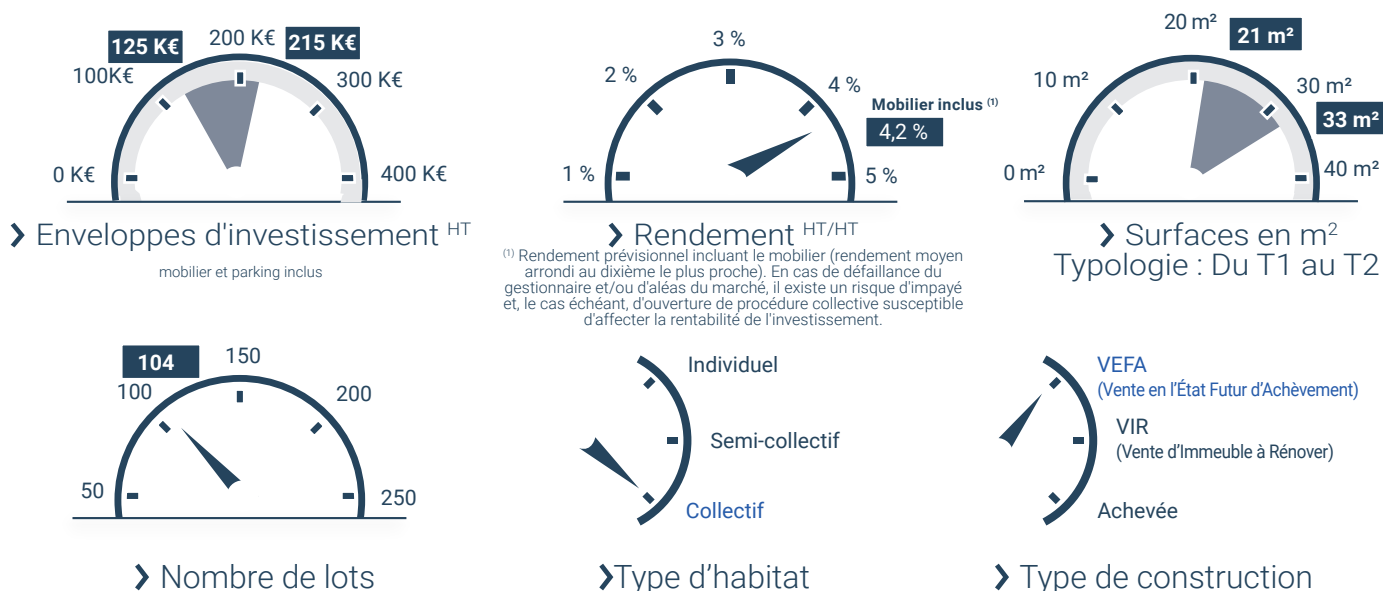 125 K€
200 K€
215 K€
100K€
300 K€
0 K€
400 K€
Enveloppes d'investissement HT
mobilier et parking inclus
3 %
2 %
4 %
Mobilier inclus (1)
4,2 %
1 %
5 %
Rendement HT/HT
(1) Rendement prévisionnel incluant le mobilier (rendement moyen
arrondi au dixième le plus proche). En cas de défaillance du
gestionnaire et/ou d'aléas du marché, il existe un risque d'impayé
et, le cas échéant, d'ouverture de procédure collective susceptible
d'affecter la rentabilité de l'investissement.
20 m²
21 m²
10 m²
30 m²
33 m²
0 m²
40 m²
Surfaces en m²
Typologie : Du T1 au T2
104
150
100
200
50
250
Nombre de lots
Individuel
Semi-collectif
Collectif
Type d’habitat
VEFA
(Vente en l’État Futur d’Achèvement)
VIR
(Vente d’Immeuble à Rénover)
Achevée
Type de construction